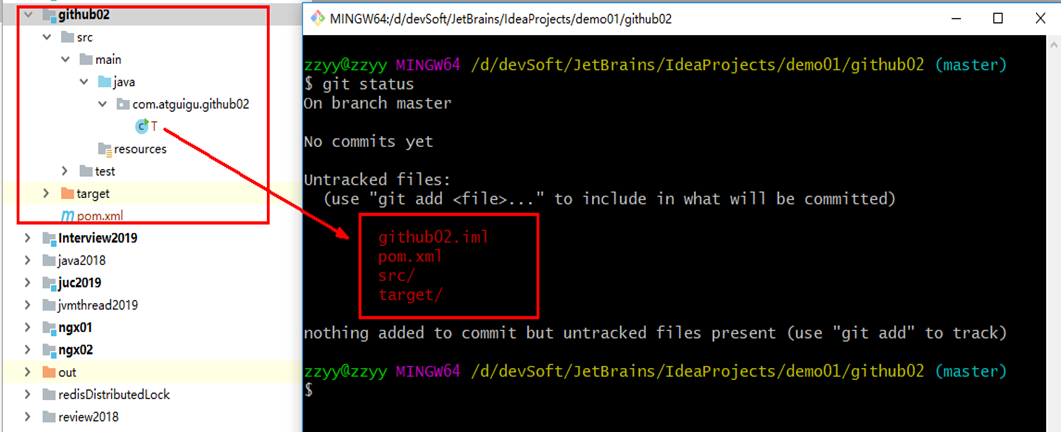 github02
src
main
java
com.atguigu.github02
T
resources
test
target
pom.xml
Interview2019
java2018
juc2019
jvmthread2019
ngx01
ngx02
out
redisDistributedLock
review2018
MINGW64:/d/devSoft/JetBrains/IdeaProjects/demo01/github02
zzyy@zzyy MINGW64 /d/devSoft/JetBrains/IdeaProjects/demo01/github02 (master)
$ git status
On branch master
No commits yet
Untracked files:
(use "git add <file>..." to include in what will be committed)
github02.iml
pom.xml
src/
target/
nothing added to commit but untracked files present (use "git add" to track)
zzyy@zzyy MINGW64 /d/devSoft/JetBrains/IdeaProjects/demo01/github02 (master)
$